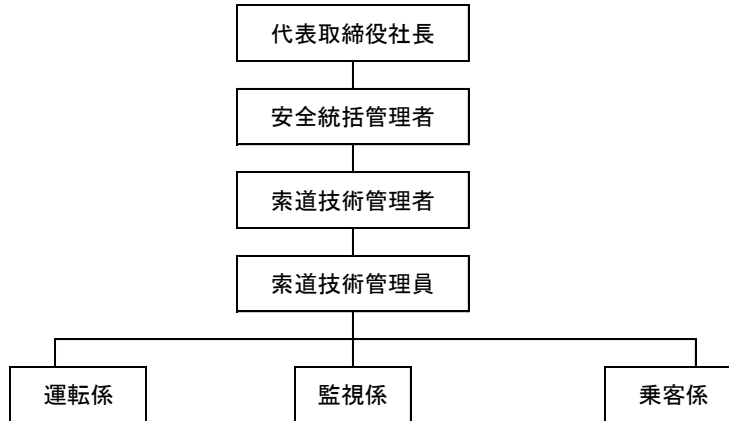 代表取締役社長
安全統括管理者
索道技術管理者
索道技術管理員
運転係
監視係
乗客係